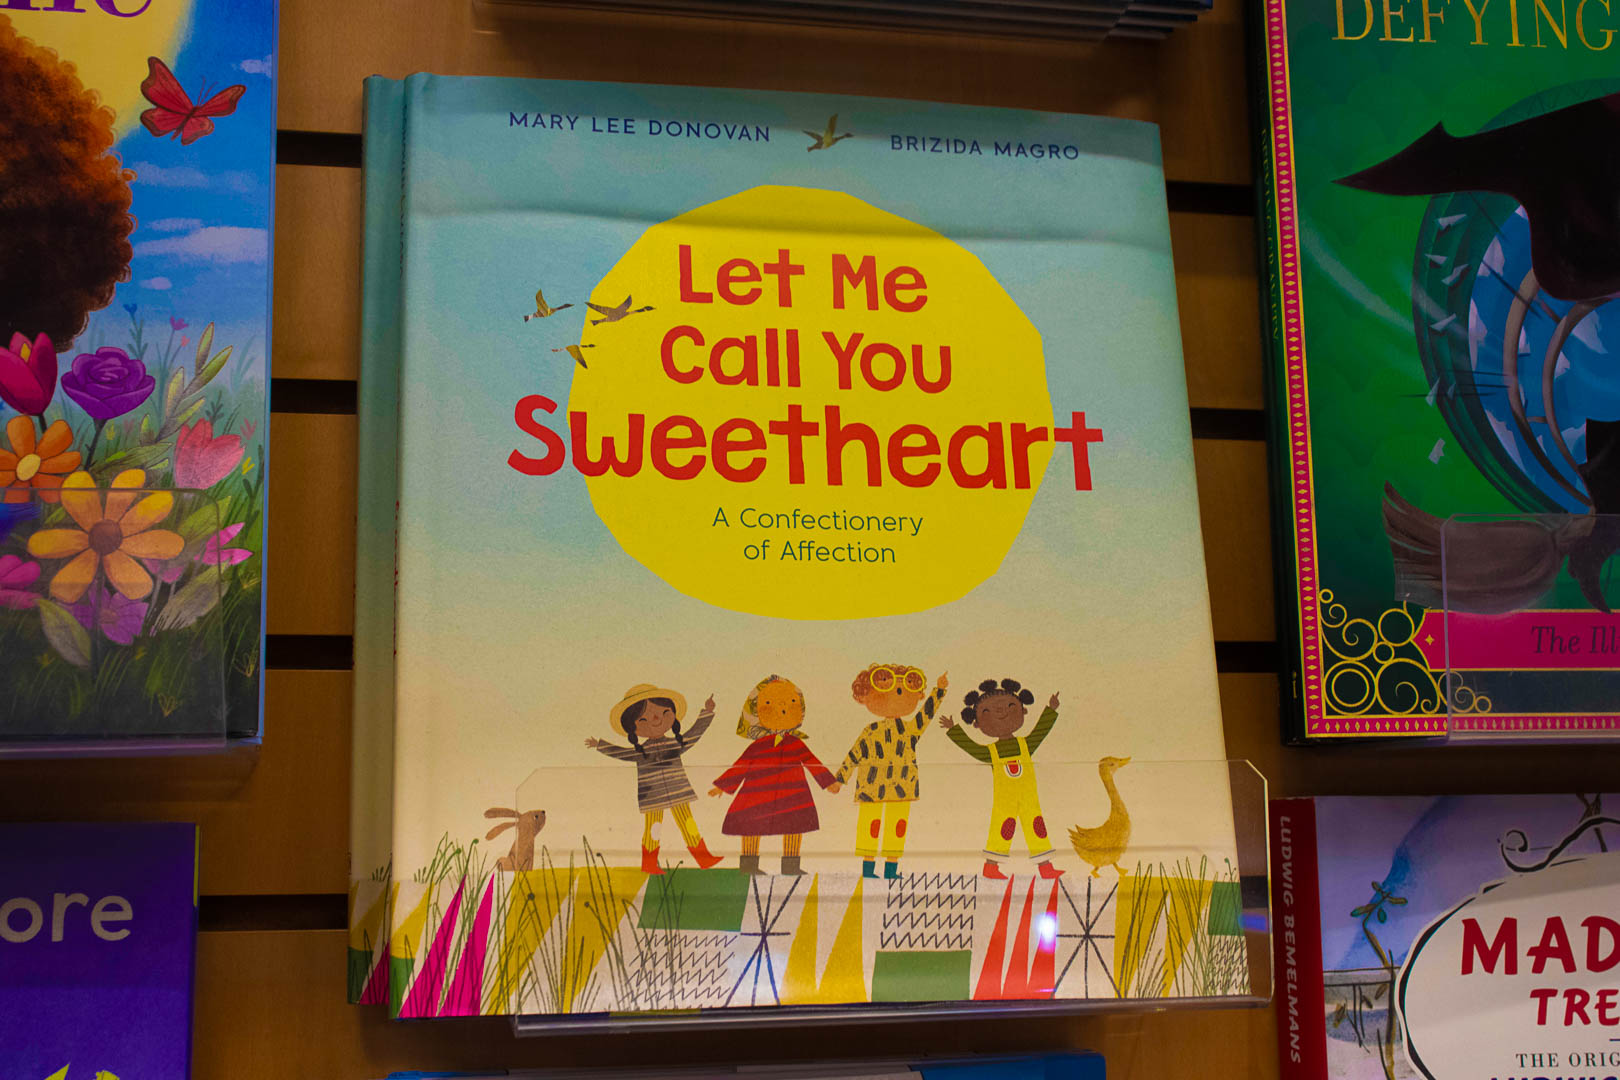 MARY LEE DONOVAN
BRIZIDA MAGRO
Let Me
Call You
Sweetheart
A Confectionery
of Affection
DEFYING
The Ill
ore
LUDWIG BEMELMANS
MAD
TRE
THE ORIG